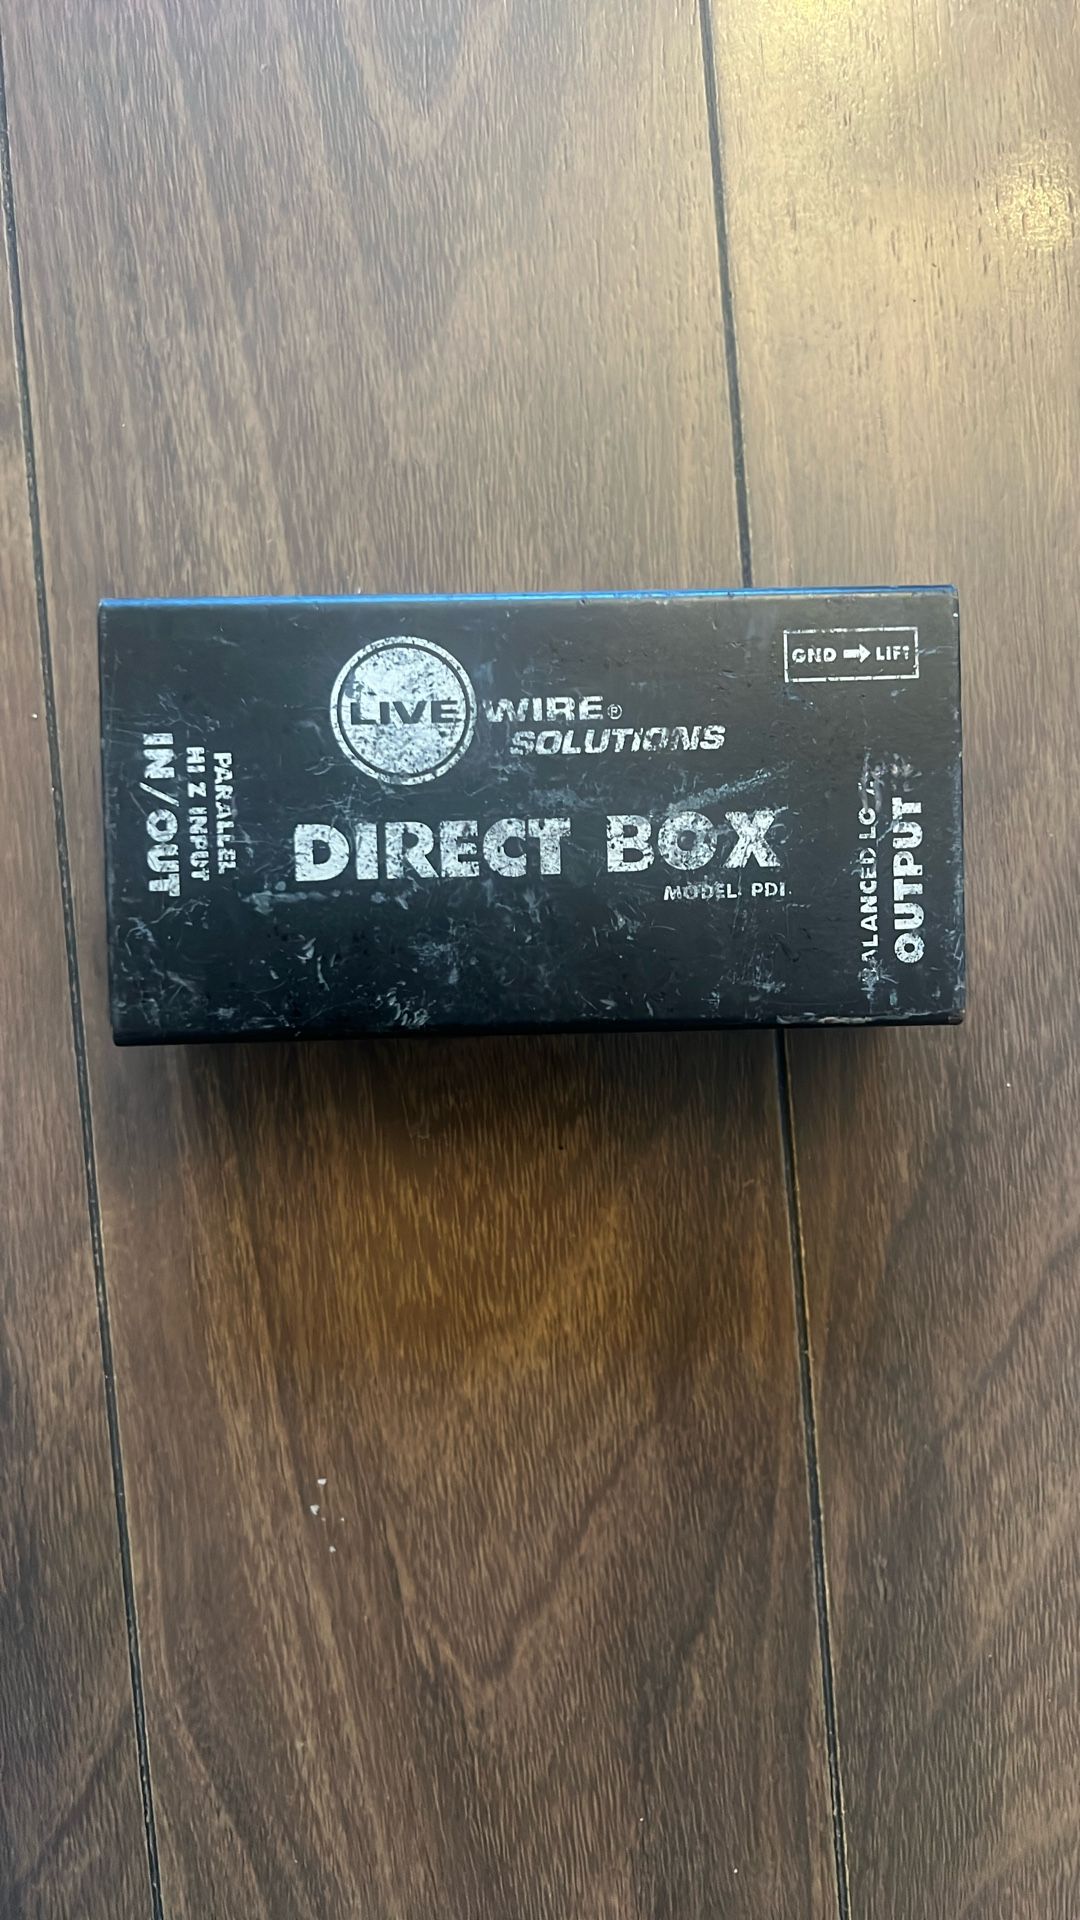 GND LIFT
LIVE WIRE®
SOLUTIONS
DIRECT BOX
MODEL: PDI
PARALLEL
HI Z INPUT
IN/OUT
BALANCED LO
OUTPUT